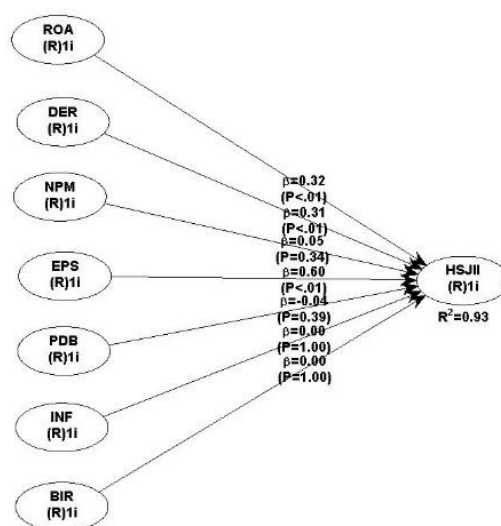 ROA
(R)1i
DER
(R)1i
NPM
(R)1i
EPS
(R)1i
PDB
(R)1i
INF
(R)1i
BIR
(R)1i
β=0.32
(P<.01)
β=0.31
(P<.01)
β=0.05
(P=0.34)
β=0.60
(P<.01)
β=-0.04
(P=0.39)
β=0.00
(P=1.00)
β=0.00
(P=1.00)
HSJII
(R)1i
R²=0.93